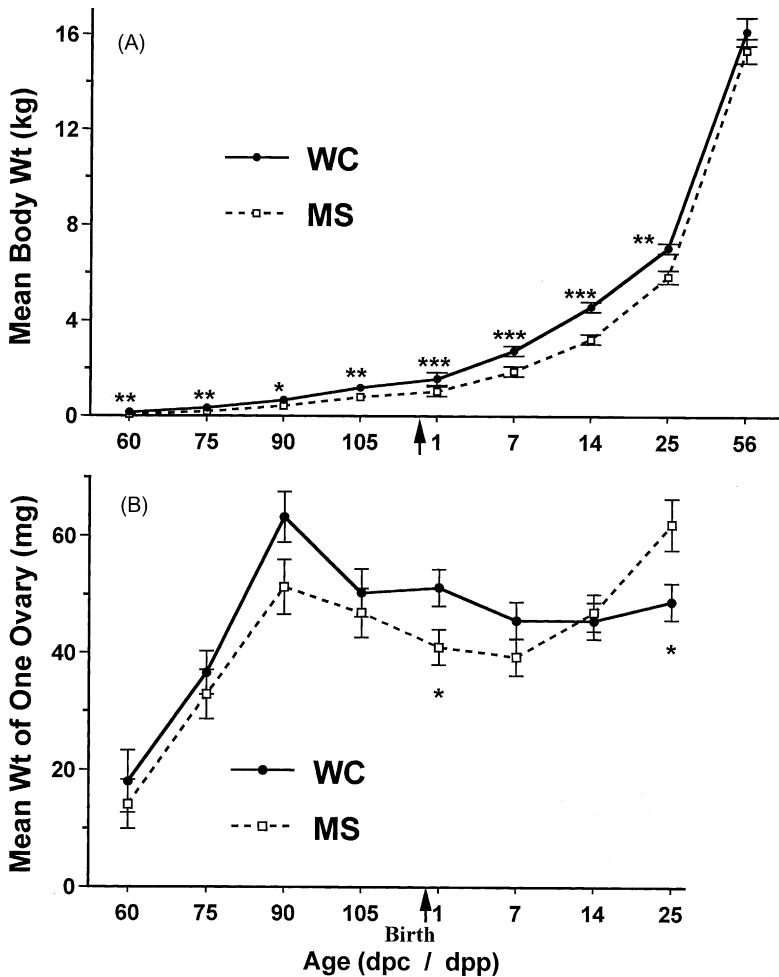 (A)
Mean Body Wt (kg)
16
12
8
4
0
WC
MS
** ** * ** *** *** *** **
60 75 90 105 1 7 14 25 56
(B)
Mean Wt of One Ovary (mg)
60
40
20
0
* *
WC
MS
60 75 90 105 1 7 14 25
Birth
Age (dpc / dpp)